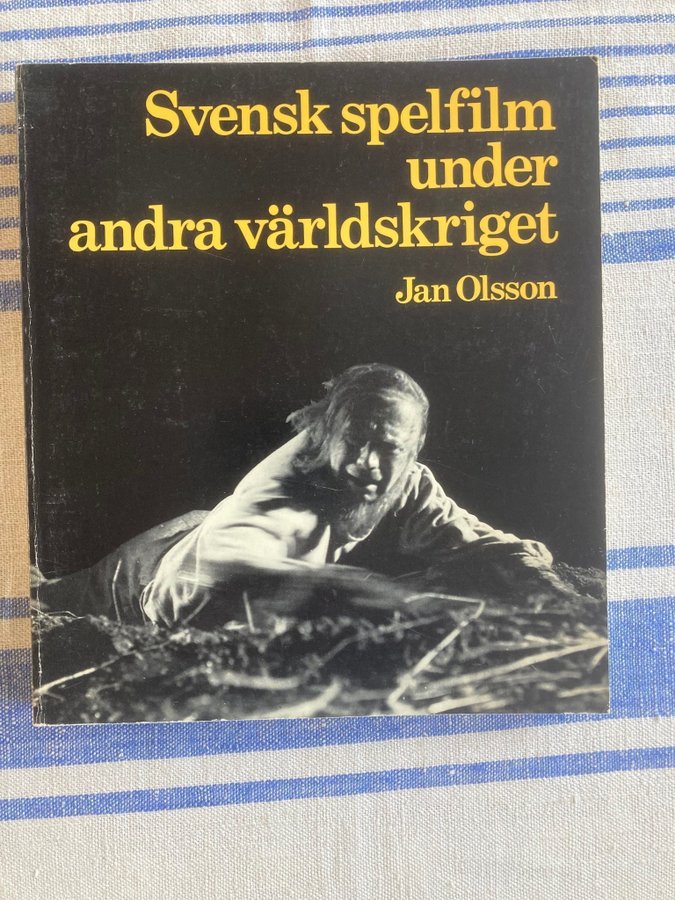 Svensk spelfilm
under
andra världskriget
Jan Olsson